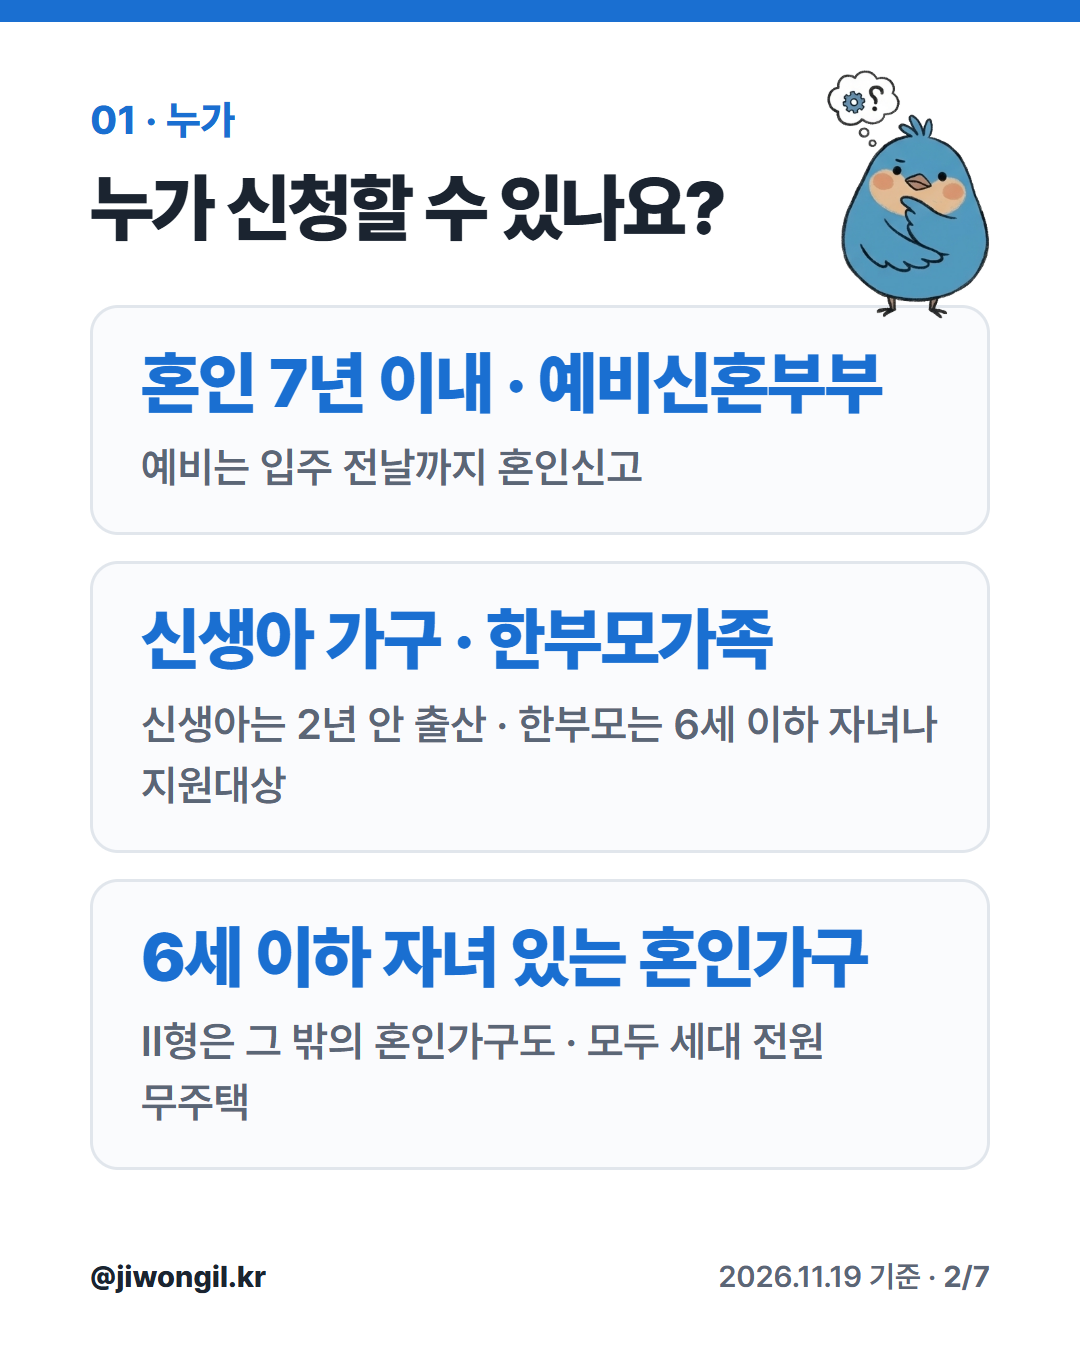 01 · 누가
누가 신청할 수 있나요?
혼인 7년 이내 · 예비신혼부부
예비는 입주 전날까지 혼인신고
신생아 가구 · 한부모가족
신생아는 2년 안 출산 · 한부모는 6세 이하 자녀나
지원대상
6세 이하 자녀 있는 혼인가구
II형은 그 밖의 혼인가구도 · 모두 세대 전원
무주택
@jiwongil.kr
2026.11.19 기준 · 2/7